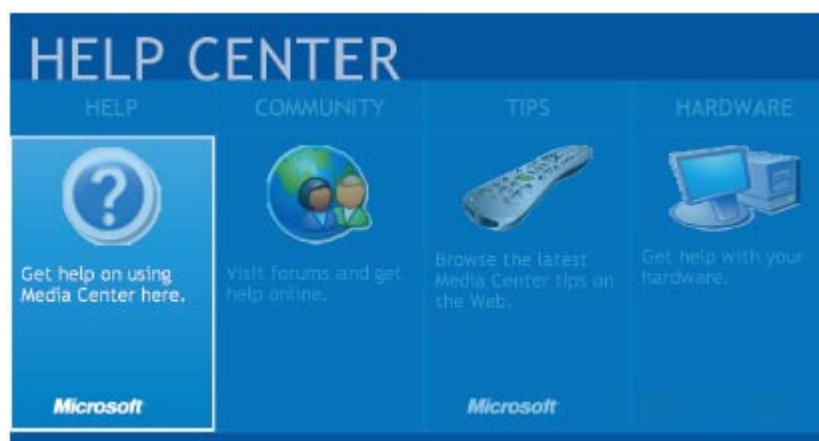 HELP CENTER
HELP
COMMUNITY
TIPS
HARDWARE
Get help on using
Media Center here.
Visit forums and get
help online.
Browse the latest
Media Center tips on
the Web.
Get help with your
hardware.
Microsoft
Microsoft